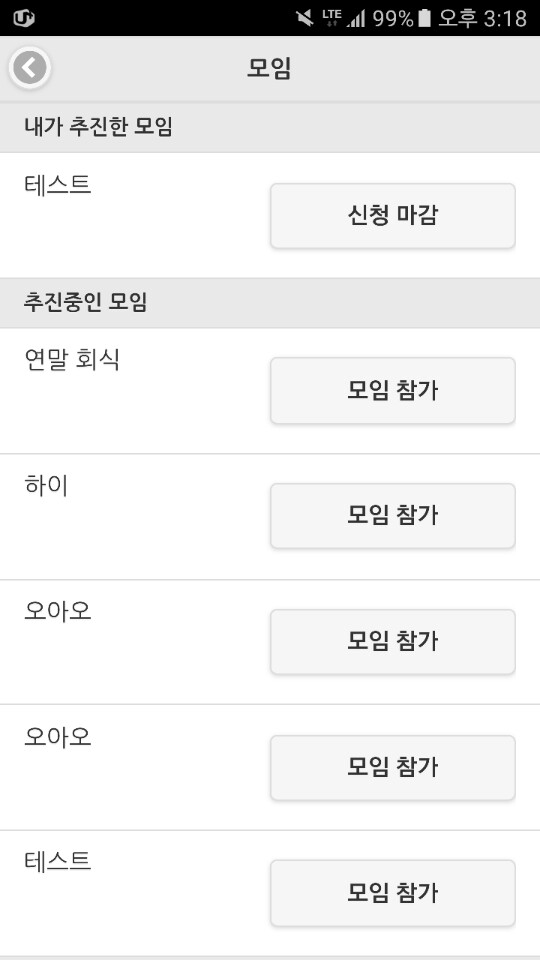 LTE 99% 오후 3:18
모임
내가 추진한 모임
테스트
신청 마감
추진중인 모임
연말 회식
모임 참가
하이
모임 참가
오아오
모임 참가
오아오
모임 참가
테스트
모임 참가